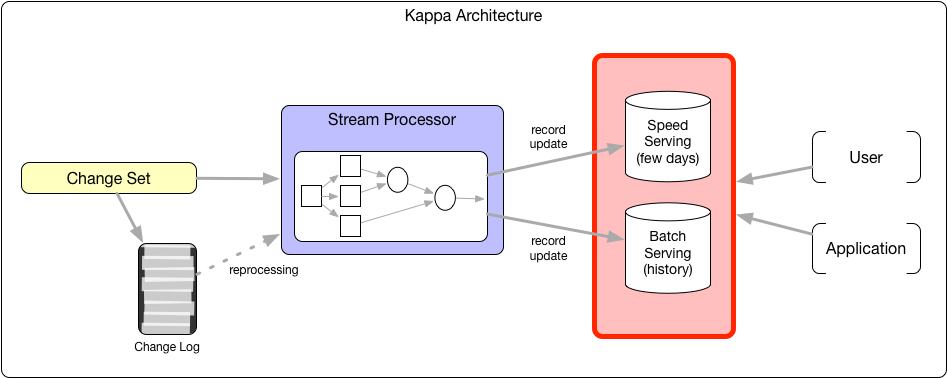 Kappa Architecture
Stream Processor
Change Set
reprocessing
Change Log
record
update
record
update
Speed
Serving
(few days)
Batch
Serving
(history)
User
Application